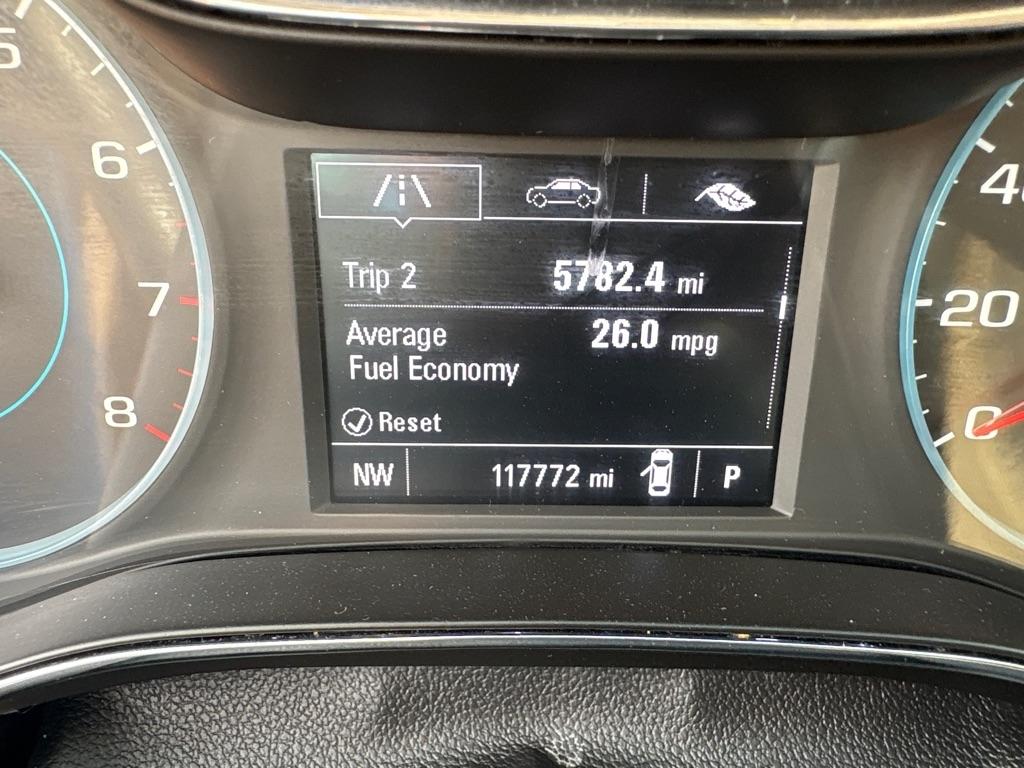 5
6
7
8
Trip 2 5782.4 mi
Average 26.0 mpg
Fuel Economy
Reset
NW 117772 mi P
20
0